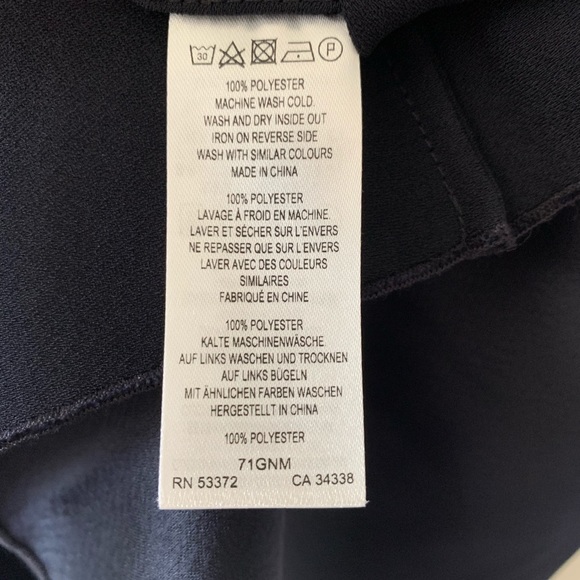 30 P
100% POLYESTER
MACHINE WASH COLD.
WASH AND DRY INSIDE OUT
IRON ON REVERSE SIDE
WASH WITH SIMILAR COLOURS
MADE IN CHINA
100% POLYESTER
LAVAGE À FROID EN MACHINE.
LAVER ET SÉCHER SUR L'ENVERS
NE REPASSER QUE SUR L'ENVERS
LAVER AVEC DES COULEURS
SIMILAIRES
FABRIQUÉ EN CHINE
100% POLYESTER
KALTE MASCHINENWÄSCHE.
AUF LINKS WASCHEN UND TROCKNEN
AUF LINKS BÜGELN
MIT ÄHNLICHEN FARBEN WASCHEN
HERGESTELLT IN CHINA
100% POLYESTER
71GNM
RN 53372 CA 34338